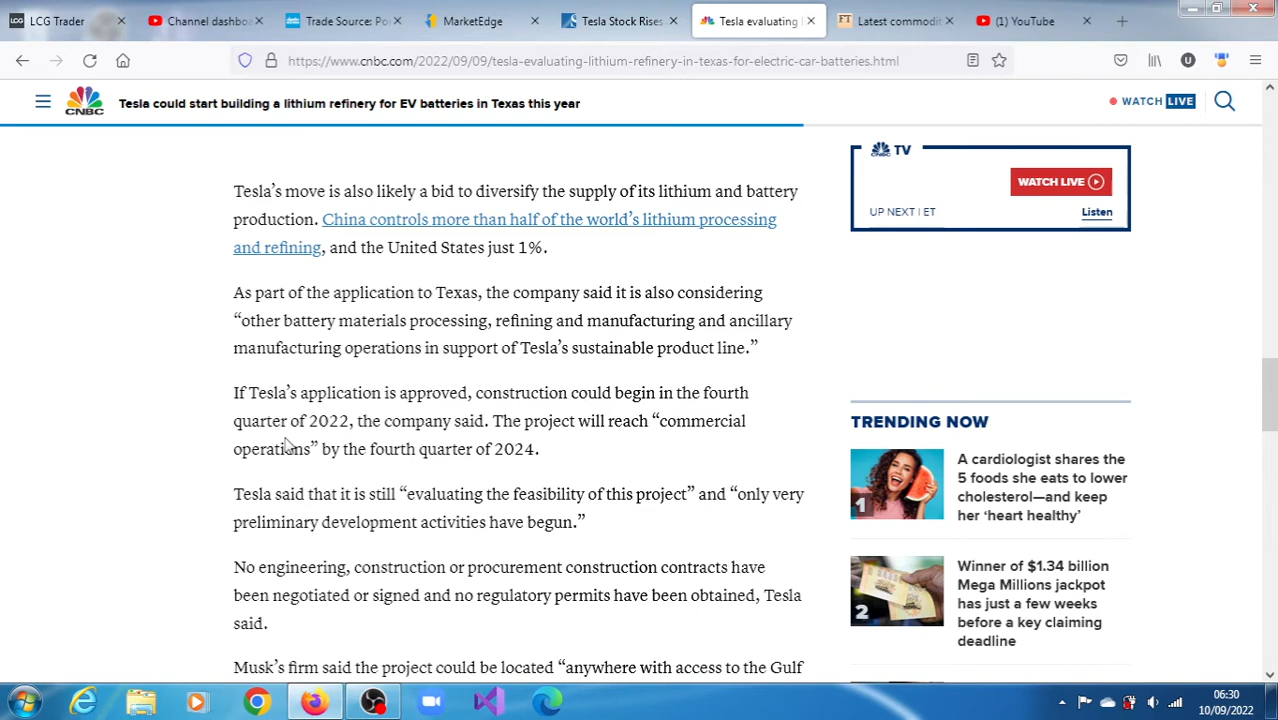 LCG Trader
Channel dashboa
Trade Source: Po
MarketEdge
Tesla Stock Rises
Tesla evaluating
Latest commodit
(1) YouTube
https://www.cnbc.com/2022/09/09/tesla-evaluating-lithium-refinery-in-texas-for-electric-car-batteries.html
CNBC
Tesla could start building a lithium refinery for EV batteries in Texas this year
WATCH LIVE
Tesla’s move is also likely a bid to diversify the supply of its lithium and battery
production. China controls more than half of the world’s lithium processing
and refining, and the United States just 1%.
As part of the application to Texas, the company said it is also considering
“other battery materials processing, refining and manufacturing and ancillary
manufacturing operations in support of Tesla’s sustainable product line.”
If Tesla’s application is approved, construction could begin in the fourth
quarter of 2022, the company said. The project will reach “commercial
operations” by the fourth quarter of 2024.
Tesla said that it is still “evaluating the feasibility of this project” and “only very
preliminary development activities have begun.”
No engineering, construction or procurement construction contracts have
been negotiated or signed and no regulatory permits have been obtained, Tesla
said.
Musk’s firm said the project could be located “anywhere with access to the Gulf
TV
WATCH LIVE
UP NEXT | ET
Listen
TRENDING NOW
1
A cardiologist shares the
5 foods she eats to lower
cholesterol—and keep
her ‘heart healthy’
2
Winner of $1.34 billion
Mega Millions jackpot
has just a few weeks
before a key claiming
deadline
06:30
10/09/2022